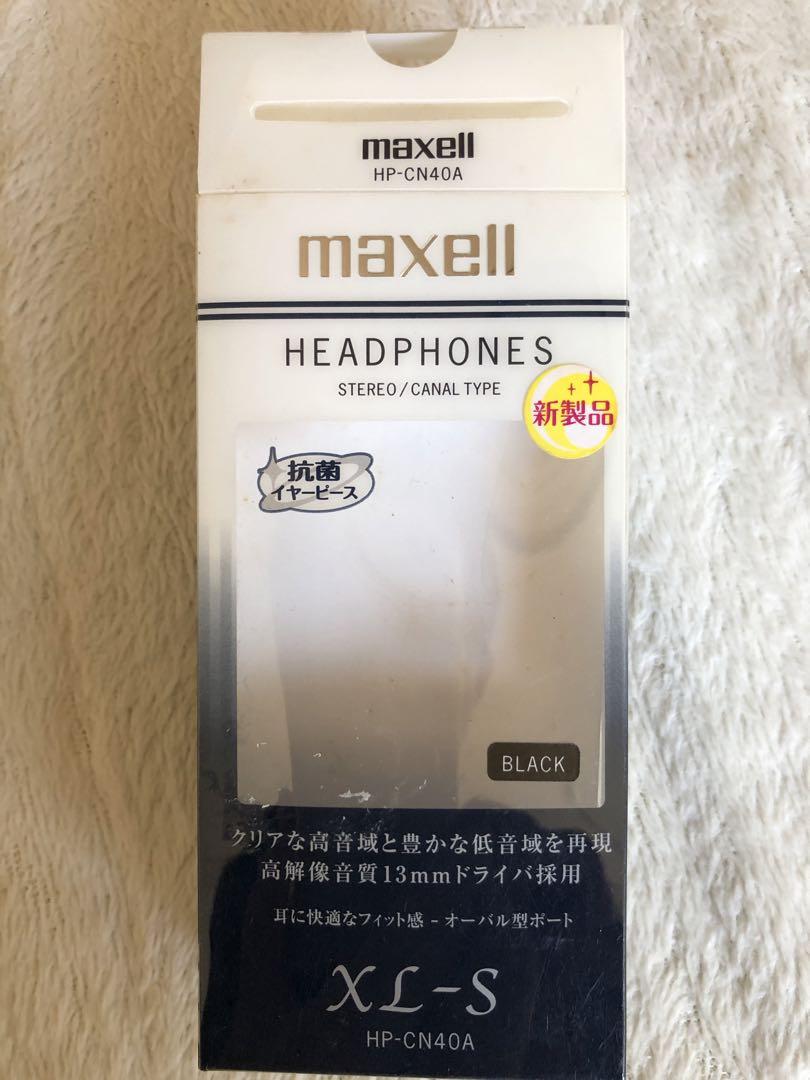 maxell
HP-CN40A
maxell
HEADPHONES
STEREO/CANAL TYPE
新製品
抗菌
イヤーピース
BLACK
クリアな高音域と豊かな低音域を再現
高解像音質13mmドライバ採用
耳に快適なフィット感 - オーバル型ポート
XL-S
HP-CN40A